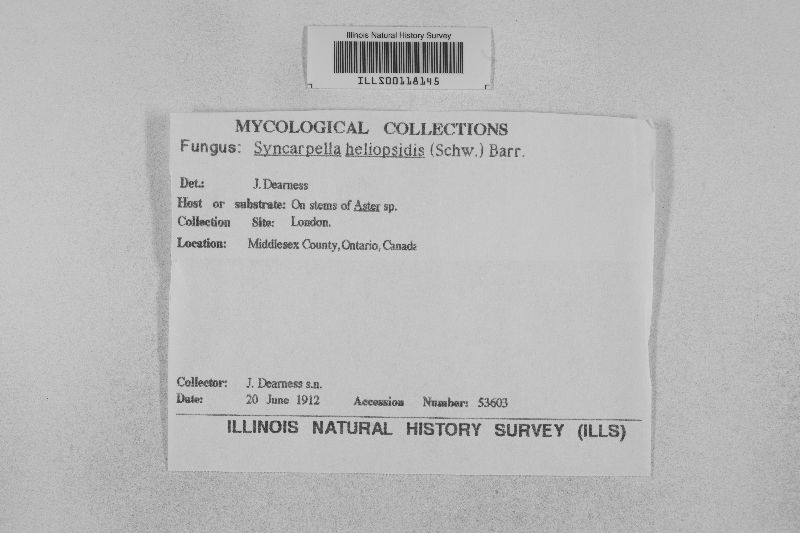 Illinois Natural History Survey
ILLS00118145
MYCOLOGICAL COLLECTIONS
Fungus: Syncarpella heliopsidis (Schw.) Barr.
Det.: J. Dearness
Host or substrate: On stems of Aster sp.
Collection Site: London.
Location: Middlesex County, Ontario, Canada
Collector: J. Dearness s.n.
Date: 20 June 1912 Accession Number: 53603
ILLINOIS NATURAL HISTORY SURVEY (ILLS)